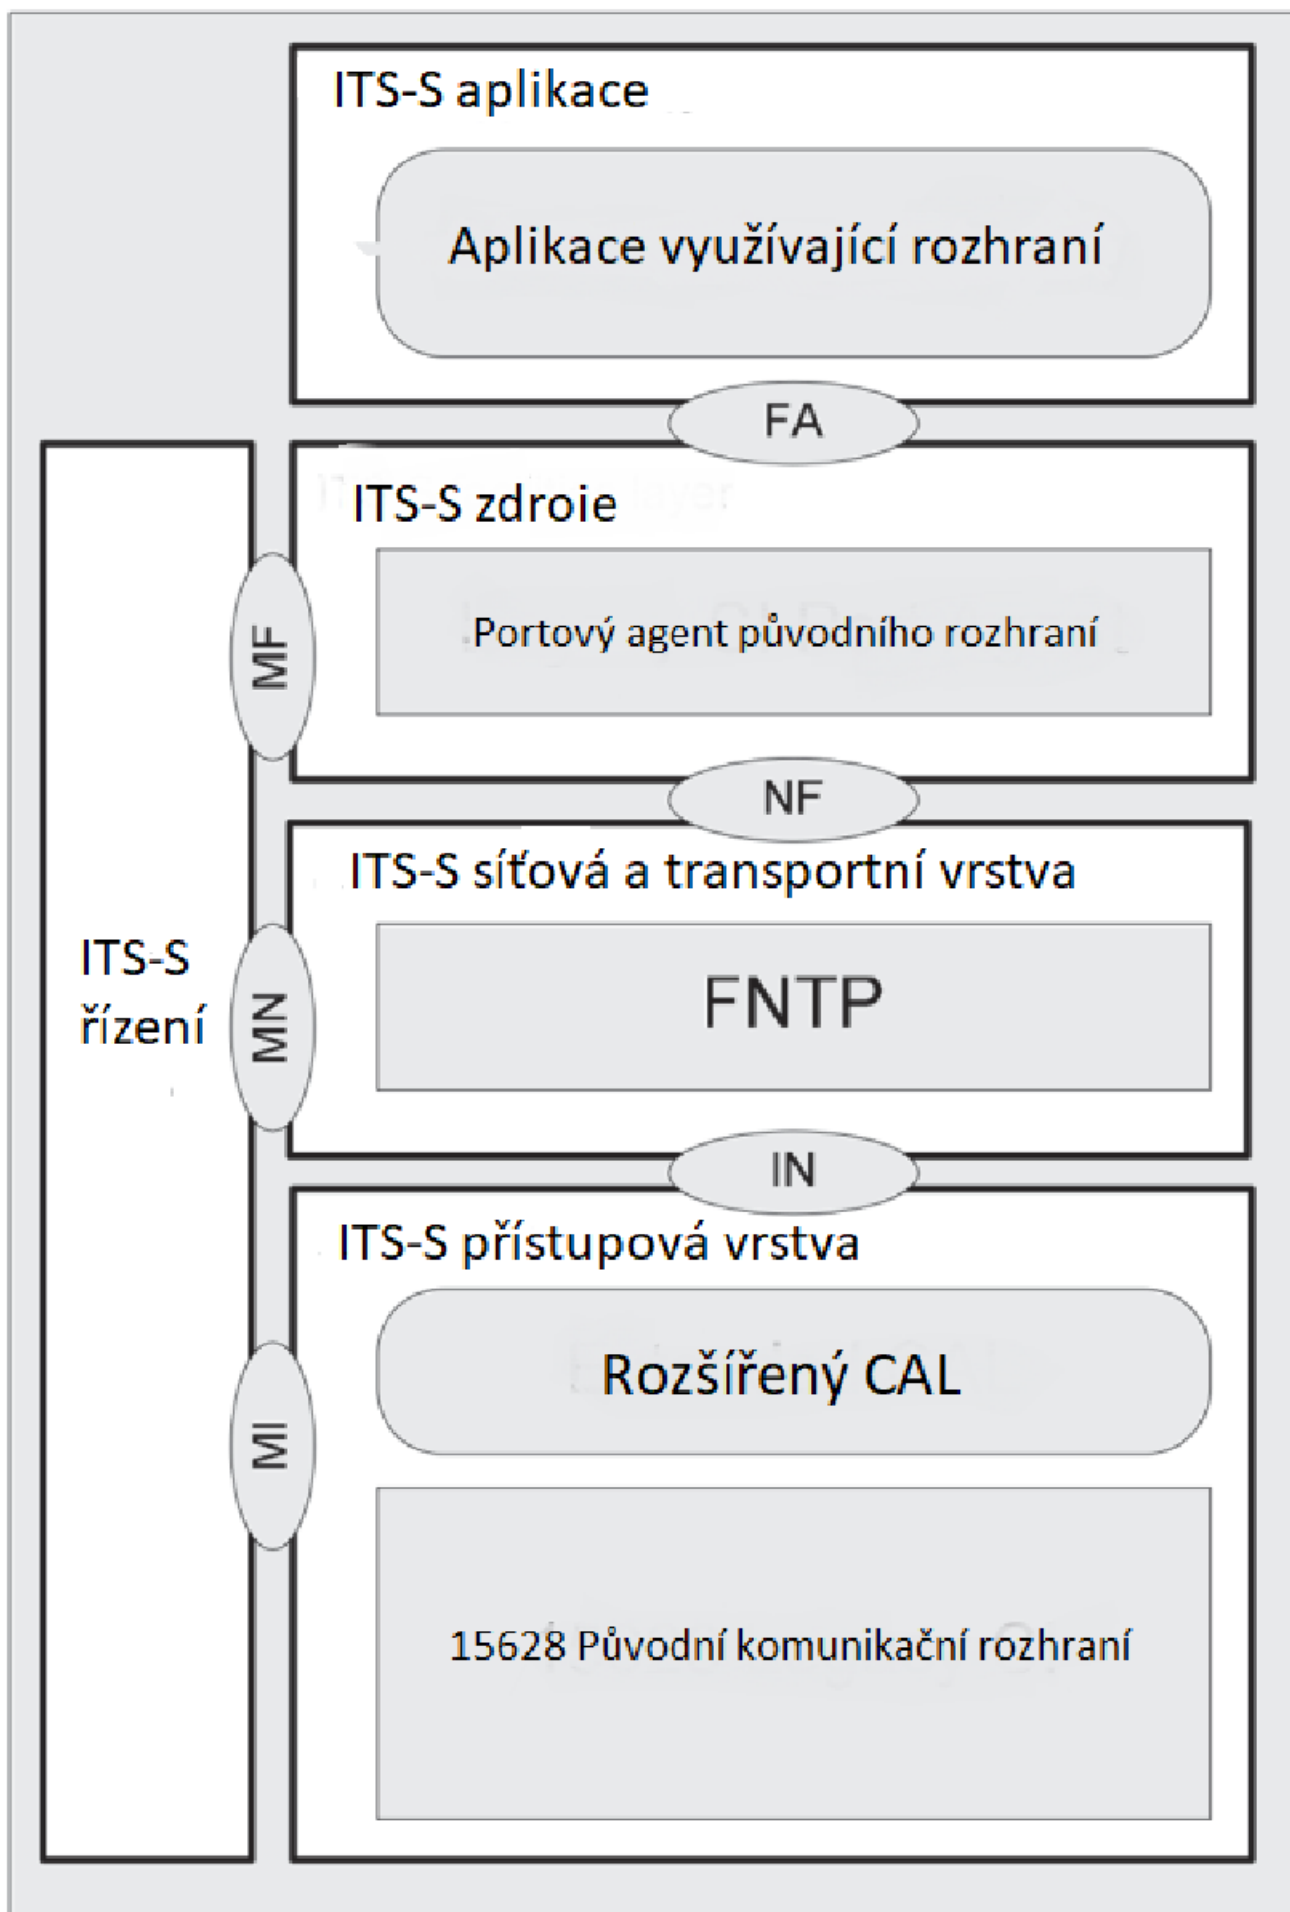 ITS-S aplikace
Aplikace využívající rozhraní
FA
ITS-S zdroie
Portový agent původního rozhraní
MF
NF
ITS-S síťová a transportní vrstva
FNTP
ITS-S
řízení
MN
IN
ITS-S přístupová vrstva
Rozšířený CAL
MI
15628 Původní komunikační rozhraní